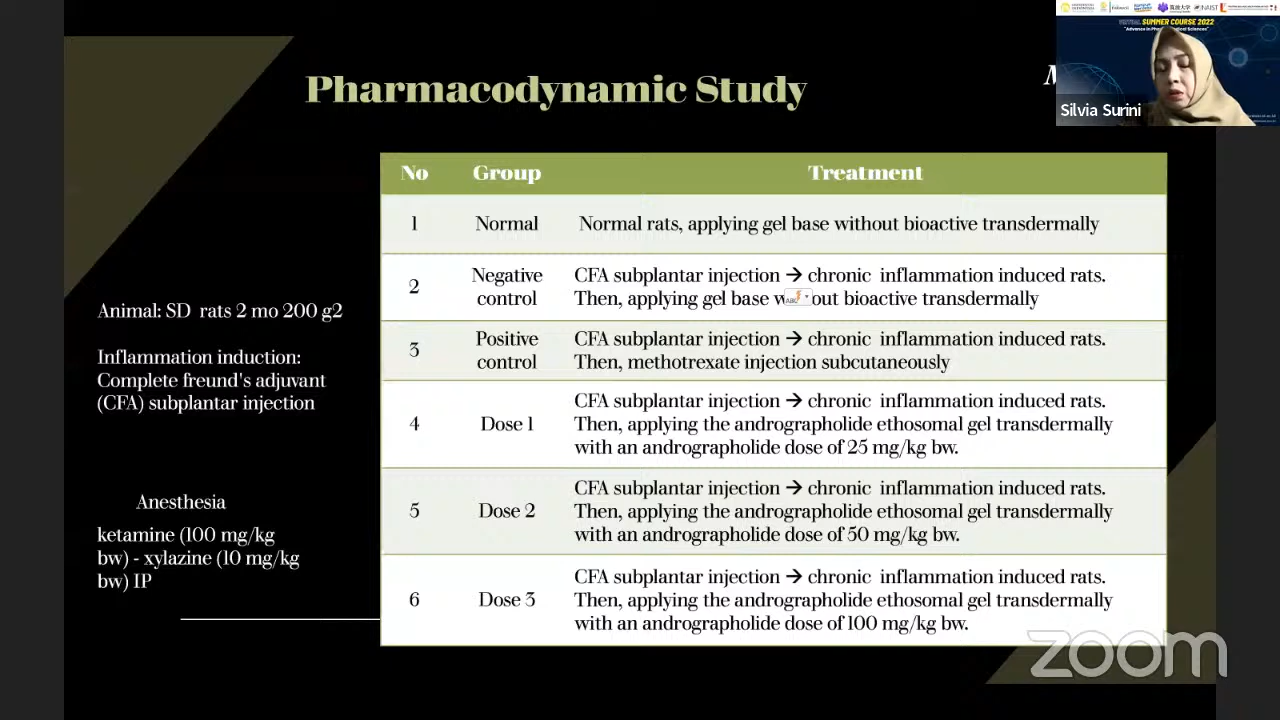 Pharmacodynamic Study
M
VIRTUAL SUMMER COURSE 2022
Silvia Surini
No Group Treatment
1 Normal Normal rats, applying gel base without bioactive transdermally
2 Negative control CFA subplantar injection → chronic inflammation induced rats.
Then, applying gel base w out bioactive transdermally
3 Positive control CFA subplantar injection → chronic inflammation induced rats.
Then, methotrexate injection subcutaneously
4 Dose 1 CFA subplantar injection → chronic inflammation induced rats.
Then, applying the andrographolide ethosomal gel transdermally
with an andrographolide dose of 25 mg/kg bw.
5 Dose 2 CFA subplantar injection → chronic inflammation induced rats.
Then, applying the andrographolide ethosomal gel transdermally
with an andrographolide dose of 50 mg/kg bw.
6 Dose 3 CFA subplantar injection → chronic inflammation induced rats.
Then, applying the andrographolide ethosomal gel transdermally
with an andrographolide dose of 100 mg/kg bw.
Animal: SD rats 2 mo 200 g2
Inflammation induction:
Complete freund's adjuvant
(CFA) subplantar injection
Anesthesia
ketamine (100 mg/kg
bw) - xylazine (10 mg/kg
bw) IP
zoom